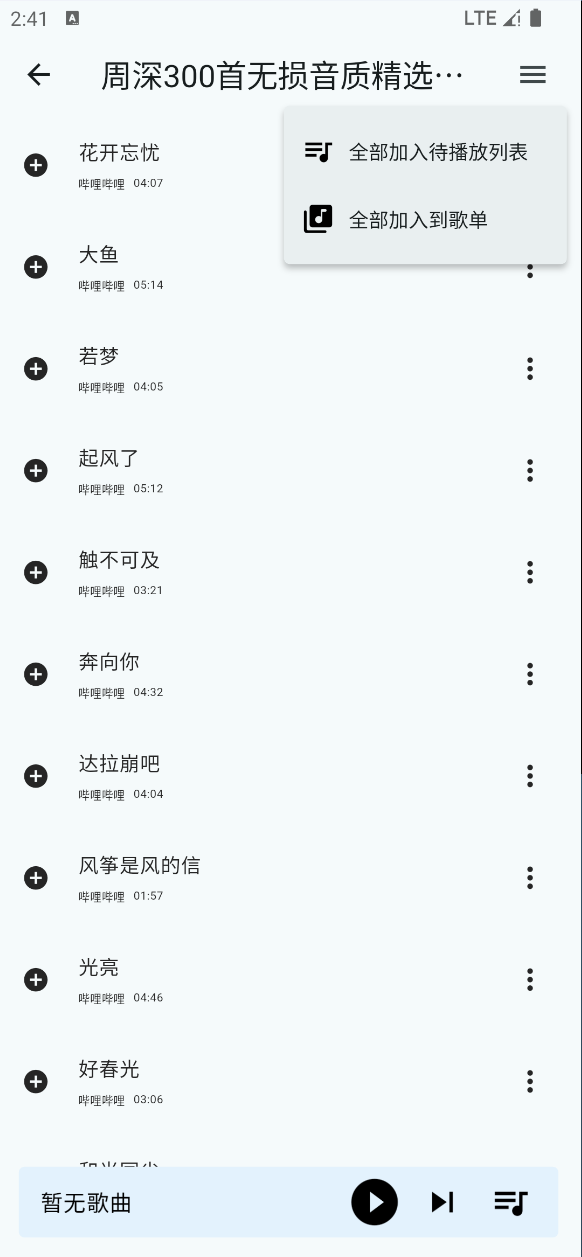 2:41 A LTE
周深300首无损音质精选…
全部加入待播放列表
全部加入到歌单
花开忘忧
哔哩哔哩 04:07
大鱼
哔哩哔哩 05:14
若梦
哔哩哔哩 04:05
起风了
哔哩哔哩 05:12
触不可及
哔哩哔哩 03:21
奔向你
哔哩哔哩 04:32
达拉崩吧
哔哩哔哩 04:04
风筝是风的信
哔哩哔哩 01:57
光亮
哔哩哔哩 04:46
好春光
哔哩哔哩 03:06
暂无歌曲